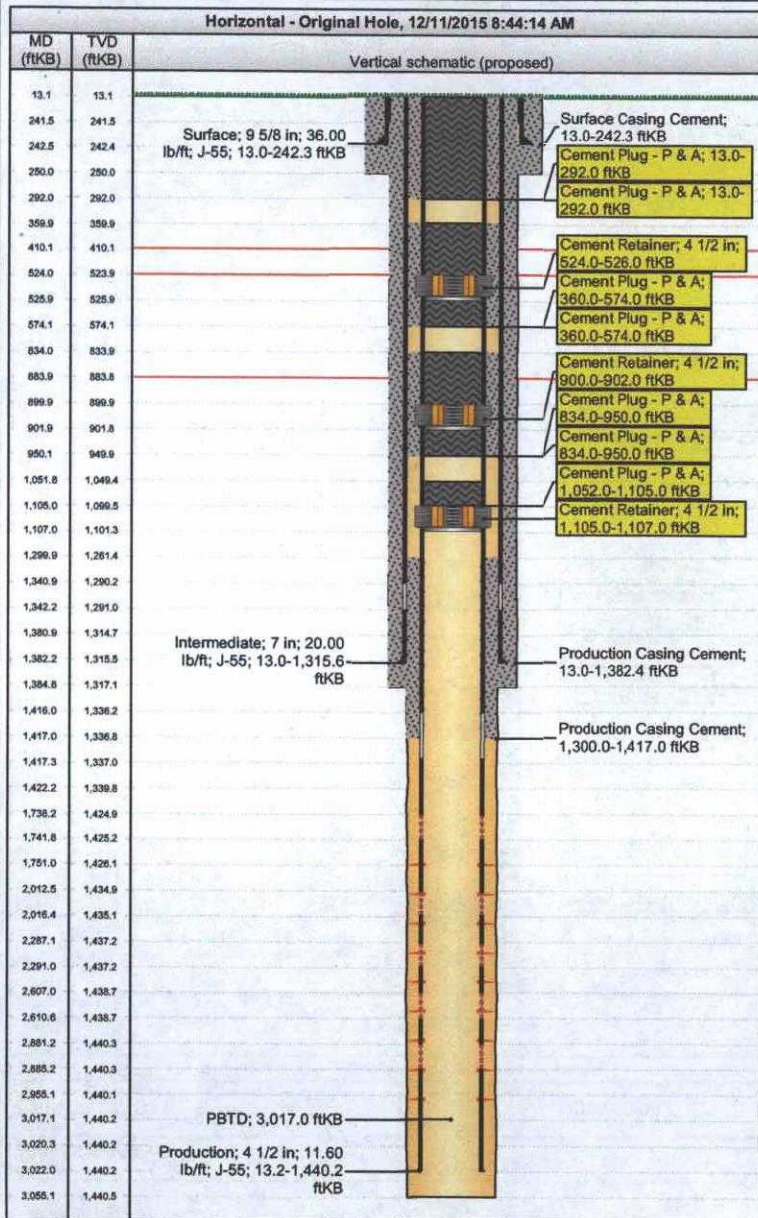 Horizontal - Original Hole, 12/11/2015 8:44:14 AM
MD
(ftKB)
TVD
(ftKB)
Vertical schematic (proposed)
13.1 13.1
241.5 241.5
242.5 242.4
250.0 250.0
292.0 292.0
359.9 359.9
410.1 410.1
524.0 523.9
525.9 525.9
574.1 574.1
834.0 833.9
883.9 883.8
899.9 899.9
901.9 901.8
950.1 949.9
1,051.8 1,049.4
1,105.0 1,099.5
1,107.0 1,101.3
1,299.9 1,261.4
1,340.9 1,290.2
1,342.2 1,291.0
1,380.9 1,314.7
1,382.2 1,315.5
1,384.8 1,317.1
1,416.0 1,336.2
1,417.0 1,336.8
1,417.3 1,337.0
1,422.2 1,339.8
1,736.2 1,424.9
1,741.8 1,425.2
1,751.0 1,426.1
2,012.5 1,434.9
2,016.4 1,435.1
2,287.1 1,437.2
2,291.0 1,437.2
2,607.0 1,438.7
2,610.6 1,438.7
2,881.2 1,440.3
2,885.2 1,440.3
2,958.1 1,440.1
3,017.1 1,440.2
3,020.3 1,440.2
3,022.0 1,440.2
3,055.1 1,440.5
Surface; 9 5/8 in; 36.00
lb/ft; J-55; 13.0-242.3 ftKB
Intermediate; 7 in; 20.00
lb/ft; J-55; 13.0-1,315.6
ftKB
PBTD; 3,017.0 ftKB
Production; 4 1/2 in; 11.60
lb/ft; J-55; 13.2-1,440.2
ftKB
Surface Casing Cement;
13.0-242.3 ftKB
Cement Plug - P & A; 13.0-
292.0 ftKB
Cement Plug - P & A; 13.0-
292.0 ftKB
Cement Retainer; 4 1/2 in;
524.0-526.0 ftKB
Cement Plug - P & A;
360.0-574.0 ftKB
Cement Plug - P & A;
360.0-574.0 ftKB
Cement Retainer; 4 1/2 in;
900.0-902.0 ftKB
Cement Plug - P & A;
834.0-950.0 ftKB
Cement Plug - P & A;
834.0-950.0 ftKB
Cement Plug - P & A;
1,052.0-1,105.0 ftKB
Cement Retainer; 4 1/2 in;
1,105.0-1,107.0 ftKB
Production Casing Cement;
13.0-1,382.4 ftKB
Production Casing Cement;
1,300.0-1,417.0 ftKB